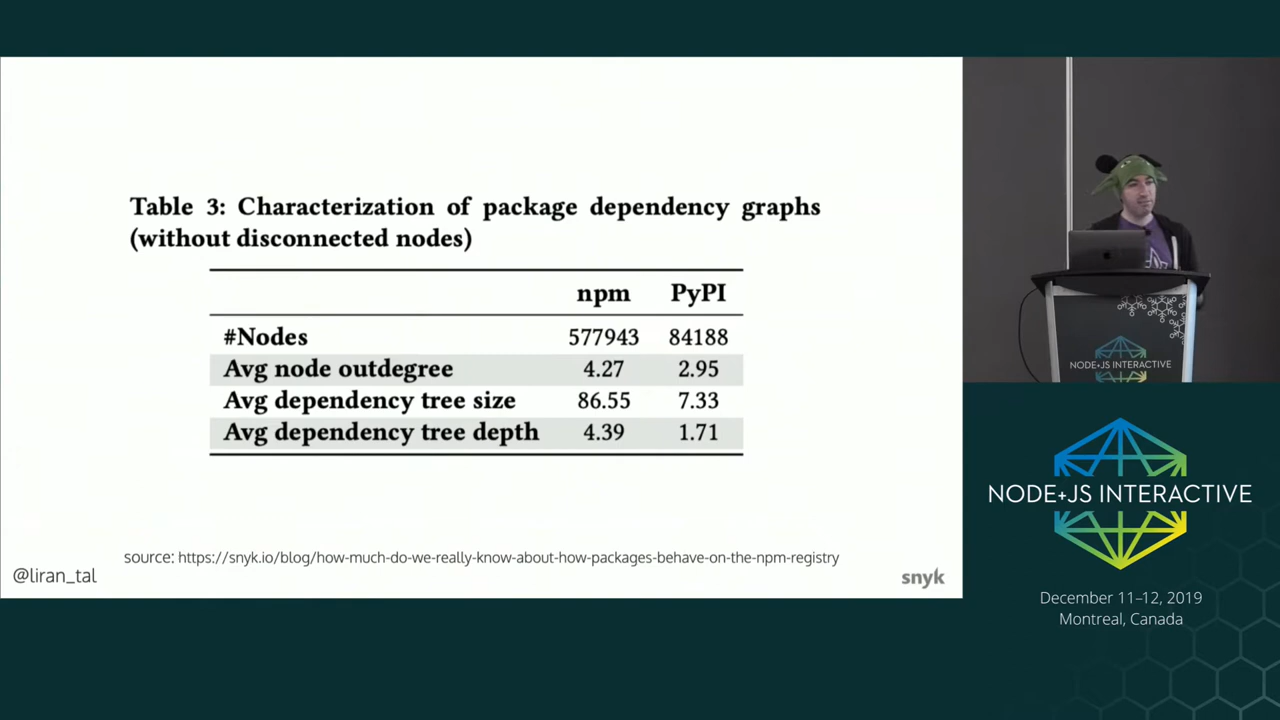 Table 3: Characterization of package dependency graphs
(without disconnected nodes)
npm PyPI
#Nodes 577943 84188
Avg node outdegree 4.27 2.95
Avg dependency tree size 86.55 7.33
Avg dependency tree depth 4.39 1.71
source: https://snyk.io/blog/how-much-do-we-really-know-about-how-packages-behave-on-the-npm-registry
@liran_tal
snyk
NODE+JS INTERACTIVE
NODE+JS INTERACTIVE
December 11–12, 2019
Montreal, Canada